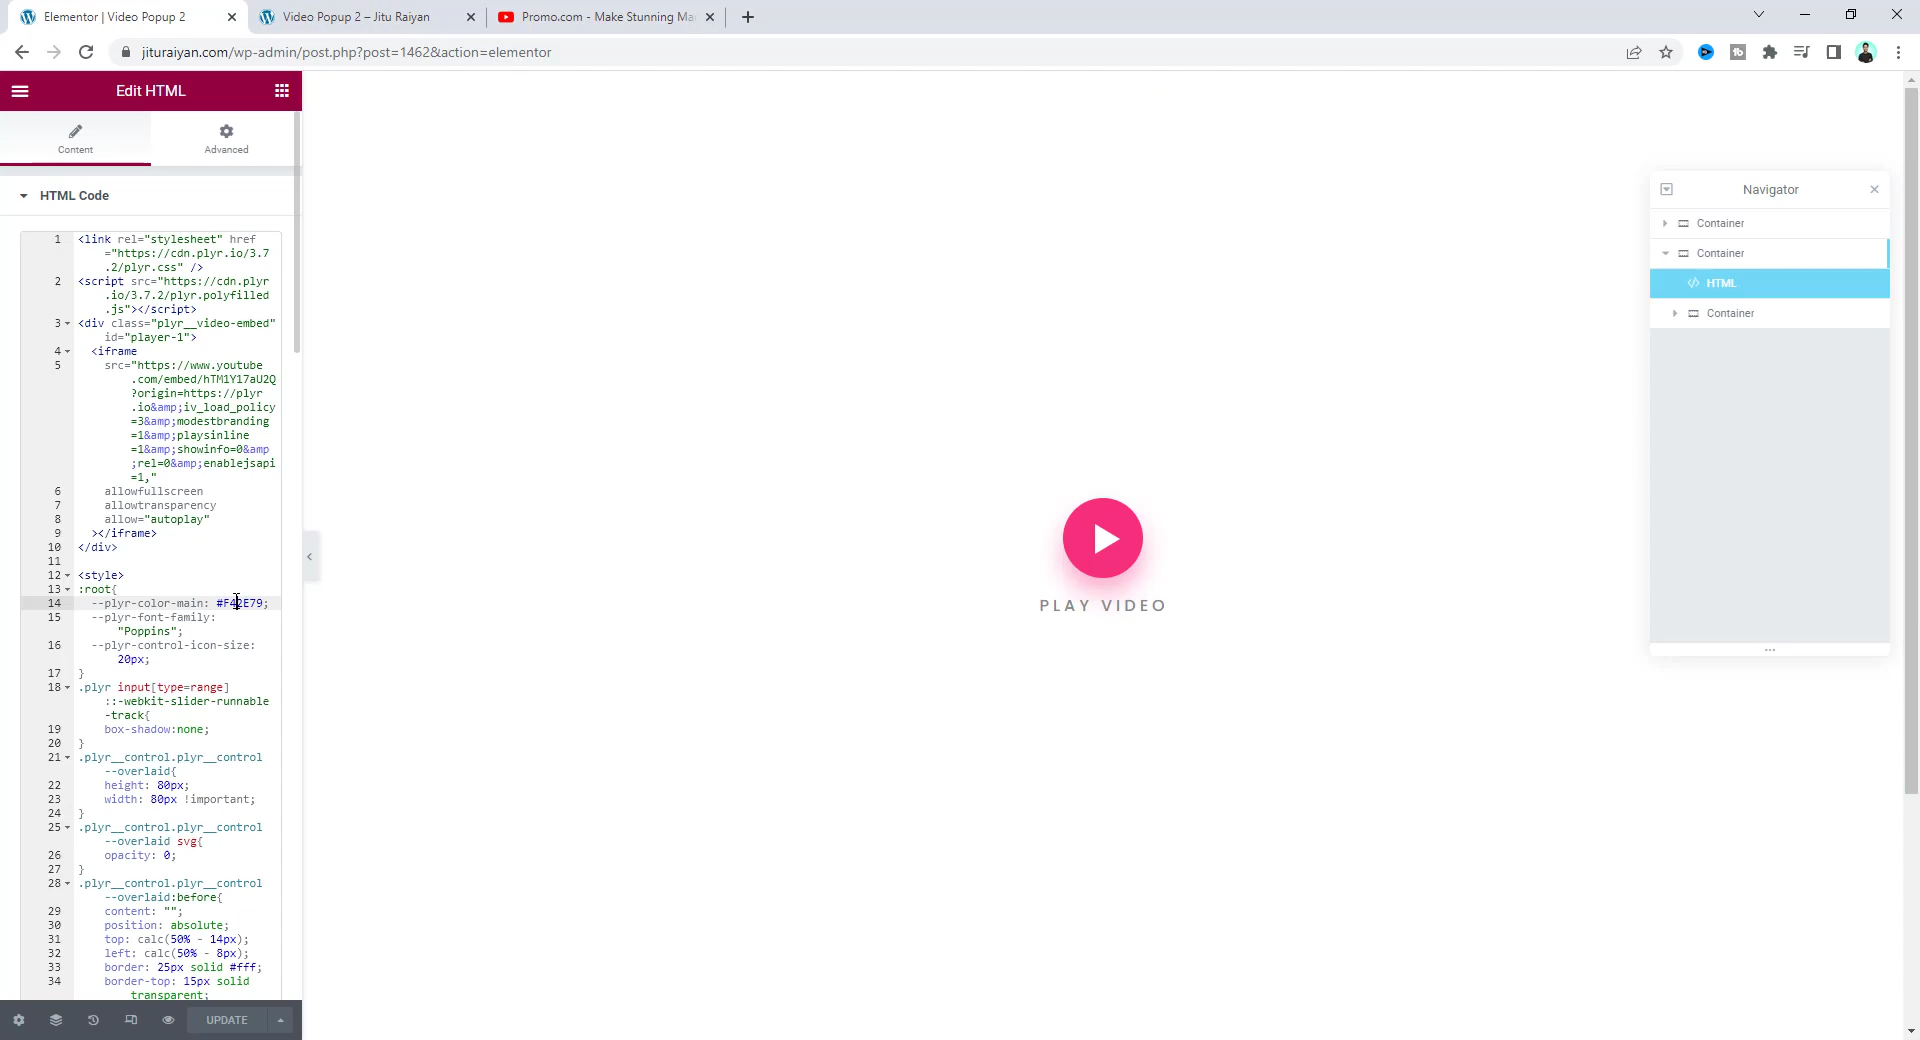 Elementor | Video Popup 2
Video Popup 2 – Jitu Raiyan
Promo.com - Make Stunning Ma
jituraiyan.com/wp-admin/post.php?post=1462&action=elementor
Edit HTML
Content
Advanced
HTML Code
1 <link rel="stylesheet" href
="https://cdn.plyr.io/3.7
.2/plyr.css" />
2 <script src="https://cdn.plyr
.io/3.7.2/plyr.polyfilled
.js"></script>
3 <div class="plyr__video-embed"
id="player-1">
4 <iframe
5 src="https://www.youtube
.com/embed/hTM1Y17aU2Q
?origin=https://plyr
.io&amp;iv_load_policy
=3&amp;modestbranding
=1&amp;playsinline
=1&amp;showinfo=0&amp
;rel=0&amp;enablejsapi
=1,"
6 allowfullscreen
7 allowtransparency
8 allow="autoplay"
9 ></iframe>
10 </div>
11
12 <style>
13 :root{
14 --plyr-color-main: #F42E79;
15 --plyr-font-family:
"Poppins";
16 --plyr-control-icon-size:
20px;
17 }
18 .plyr input[type=range]
::-webkit-slider-runnable
-track{
19 box-shadow:none;
20 }
21 .plyr__control.plyr__control
--overlaid{
22 height: 80px;
23 width: 80px !important;
24 }
25 .plyr__control.plyr__control
--overlaid svg{
26 opacity: 0;
27 }
28 .plyr__control.plyr__control
--overlaid:before{
29 content: "";
30 position: absolute;
31 top: calc(50% - 14px);
32 left: calc(50% - 8px);
33 border: 25px solid #fff;
34 border-top: 15px solid
transparent;
UPDATE
PLAY VIDEO
Navigator
Container
Container
</> HTML
Container